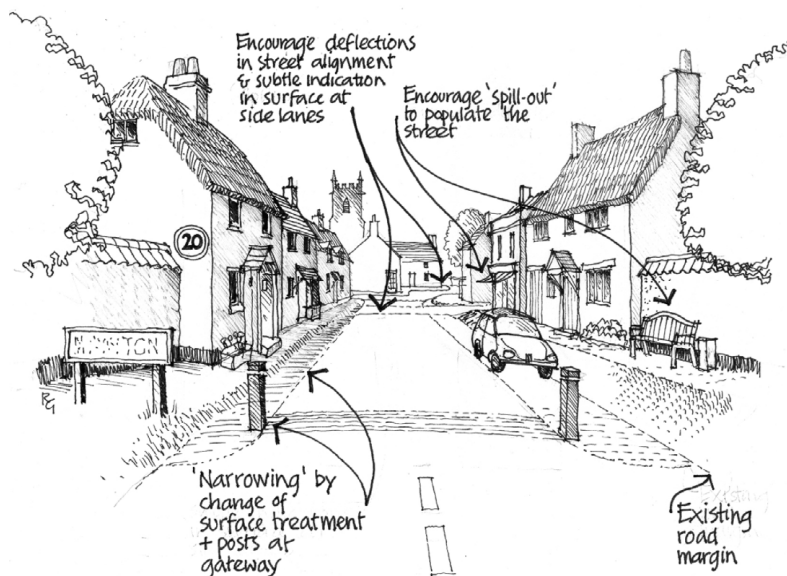 Encourage deflections
in street alignment
& subtle indication
in surface at
side lanes
Encourage 'spill-out'
to populate the
street
20
'Narrowing' by
change of
surface treatment
+ posts at
gateway
Existing
road
margin